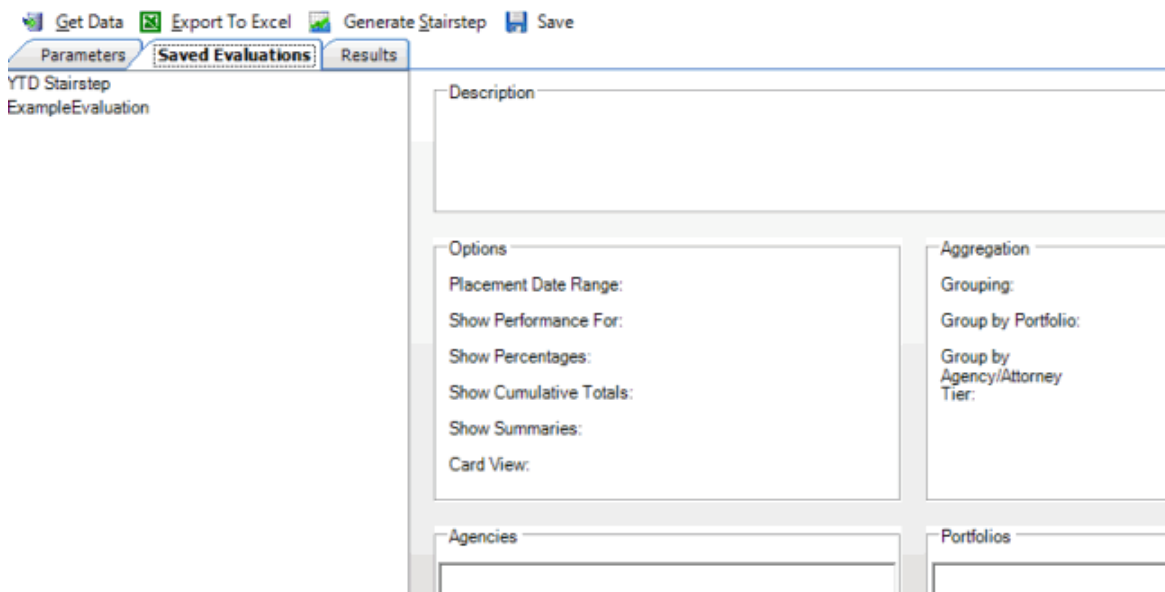 Get Data Export To Excel Generate Stairstep Save
Parameters Saved Evaluations Results
YTD Stairstep
ExampleEvaluation
Description
Options
Placement Date Range:
Show Performance For:
Show Percentages:
Show Cumulative Totals:
Show Summaries:
Card View:
Aggregation
Grouping:
Group by Portfolio:
Group by
Agency/Attorney
Tier:
Agencies
Portfolios